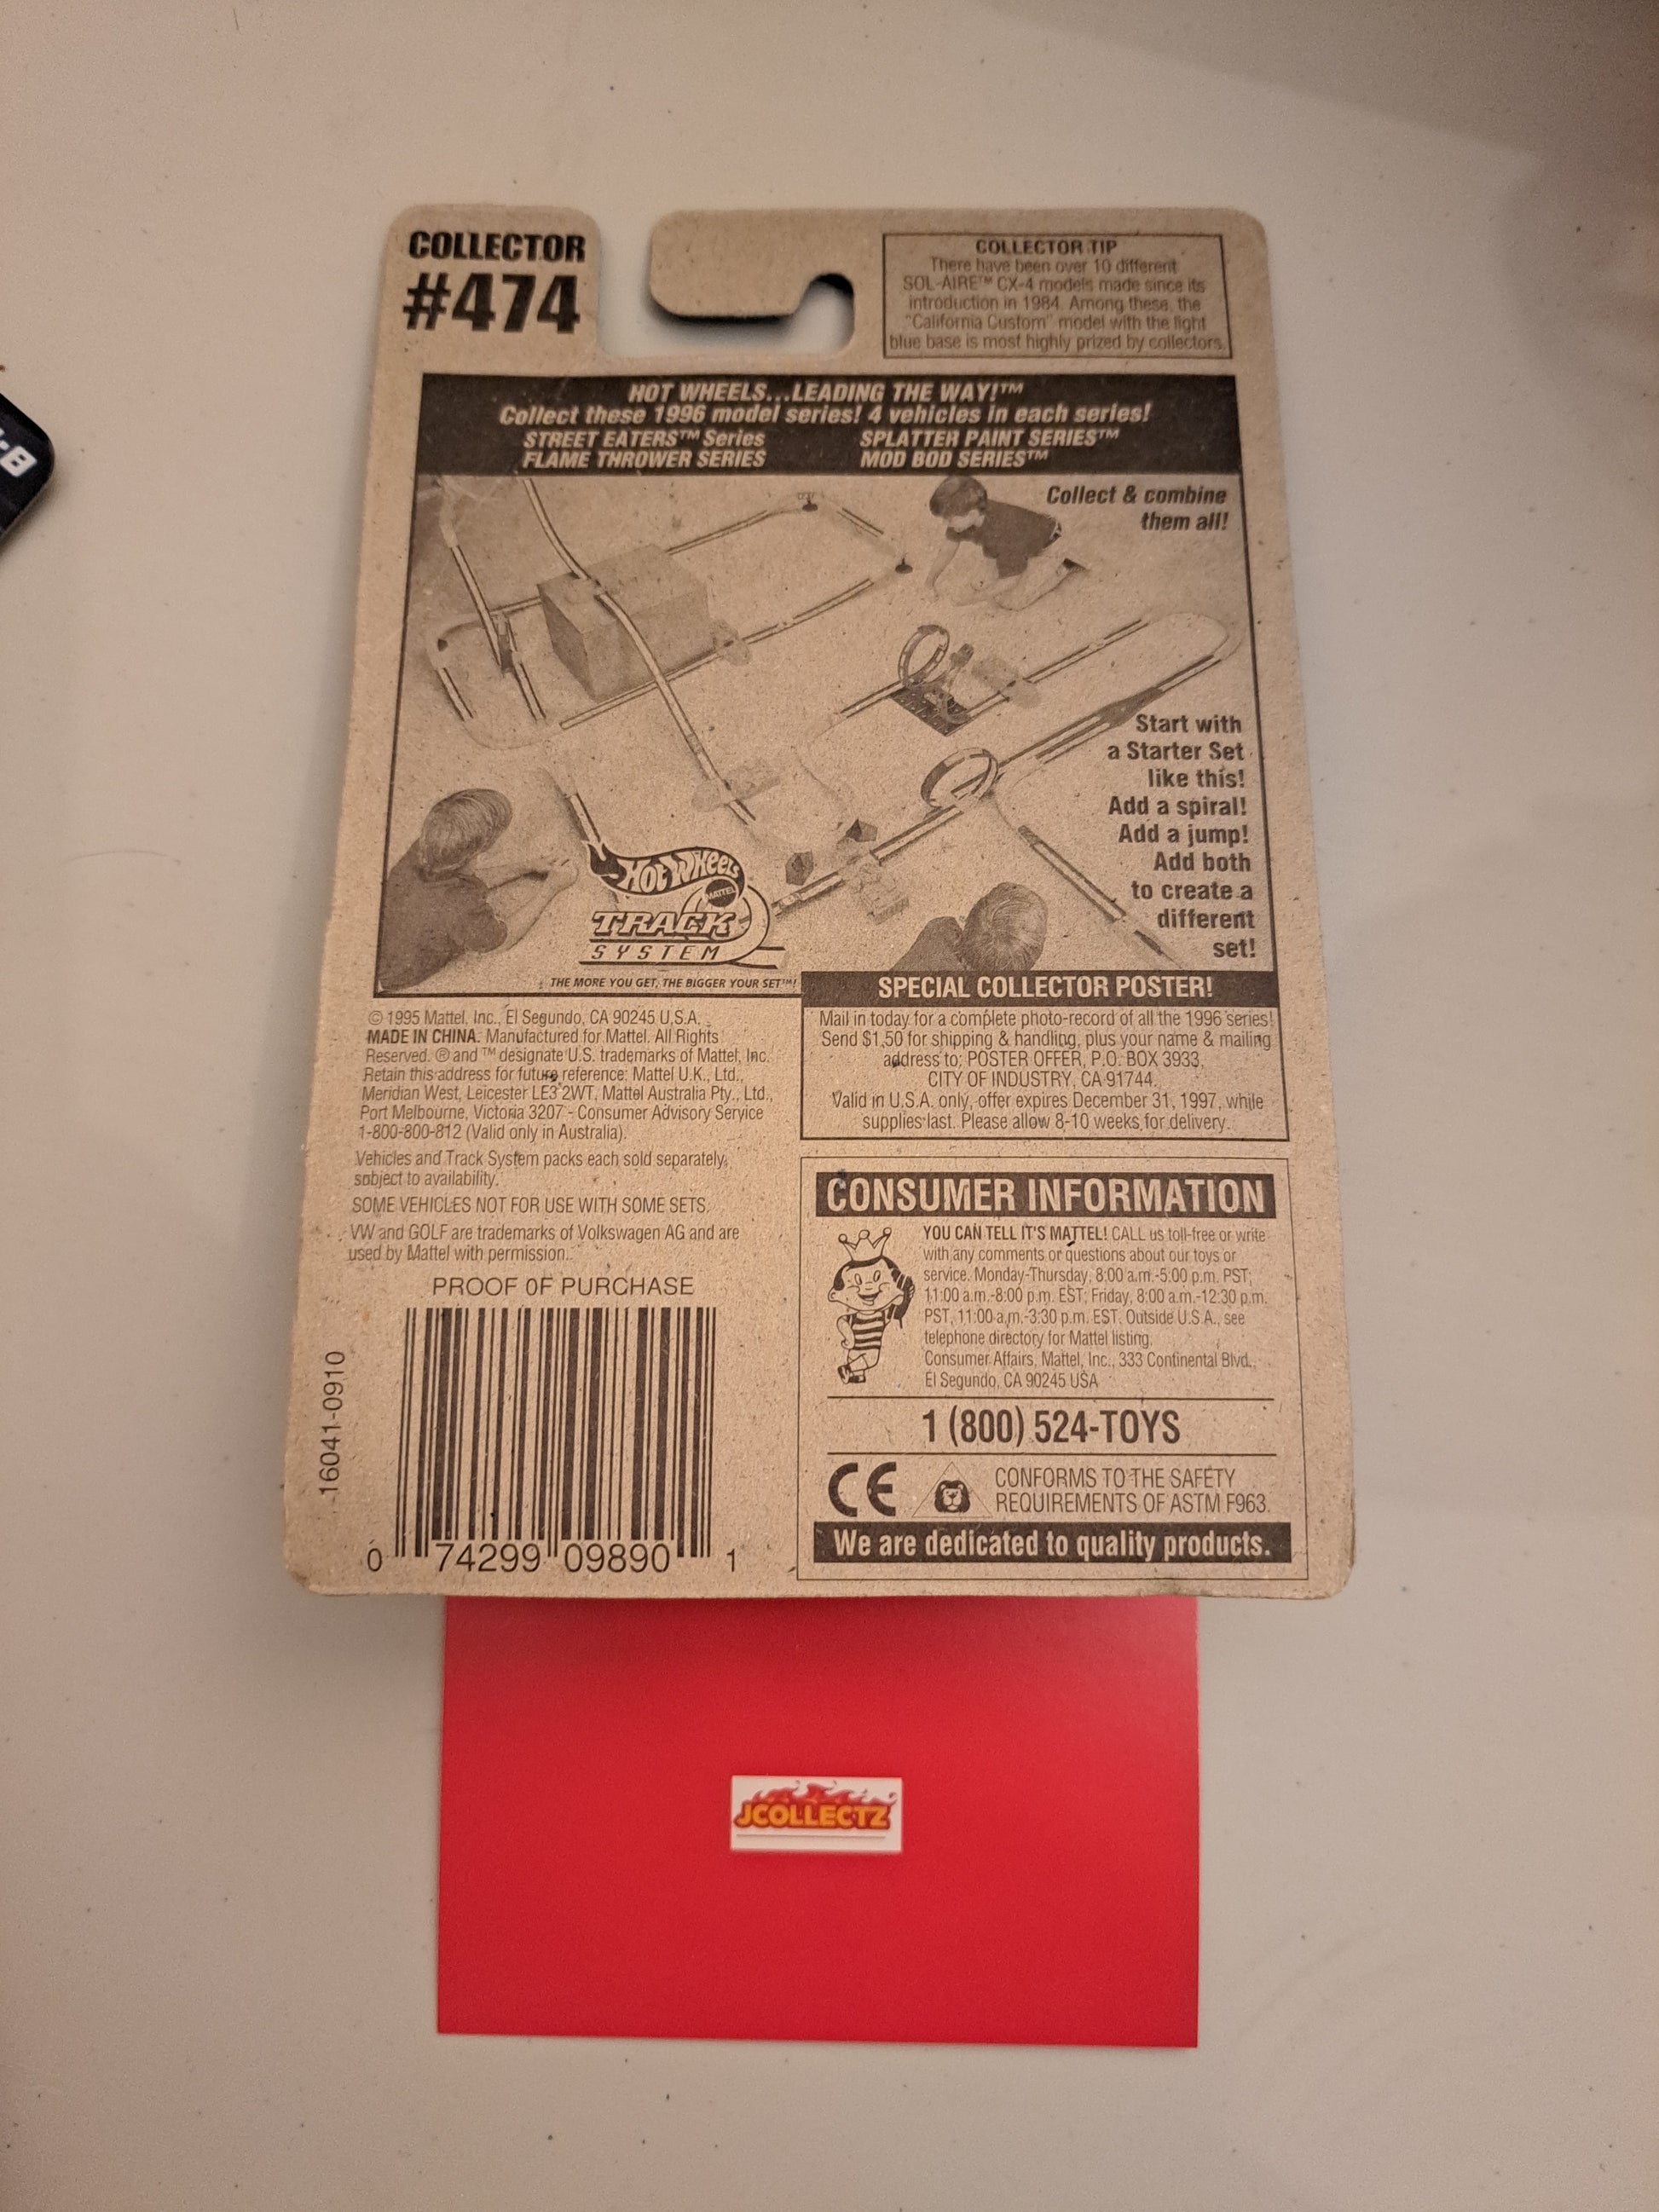 COLLECTOR
#474
COLLECTOR TIP
There have been over 10 different
SOL-AIRE™ CX-4 models made since its
introduction in 1984. Among these, the
"California Custom" model with the light
blue base is most highly prized by collectors.
HOT WHEELS...LEADING THE WAY!™
Collect these 1996 model series! 4 vehicles in each series!
STREET EATERS™ Series
SPLATTER PAINT SERIES™
FLAME THROWER SERIES
MOD BOD SERIES™
Collect & combine
them all!
Start with
a Starter Set
like this!
Add a spiral!
Add a jump!
Add both
to create a
different
set!
HOT WHEELS
MATTEL
TRACK
SYSTEM
THE MORE YOU GET, THE BIGGER YOUR SET™!
© 1995 Mattel, Inc., El Segundo, CA 90245 U.S.A.
MADE IN CHINA. Manufactured for Mattel. All Rights
Reserved. ® and ™ designate U.S. trademarks of Mattel, Inc.
Retain this address for future reference: Mattel U.K., Ltd.,
Meridian West, Leicester LE3 2WT, Mattel Australia Pty., Ltd.,
Port Melbourne, Victoria 3207 - Consumer Advisory Service
1-800-800-812 (Valid only in Australia).
Vehicles and Track System packs each sold separately,
subject to availability.
SOME VEHICLES NOT FOR USE WITH SOME SETS.
VW and GOLF are trademarks of Volkswagen AG and are
used by Mattel with permission.
PROOF OF PURCHASE
16041-0910
0 74299 09890 1
SPECIAL COLLECTOR POSTER!
Mail in today for a complete photo-record of all the 1996 series!
Send $1.50 for shipping & handling, plus your name & mailing
address to: POSTER OFFER, P.O. BOX 3933,
CITY OF INDUSTRY, CA 91744.
Valid in U.S.A. only, offer expires December 31, 1997, while
supplies last. Please allow 8-10 weeks for delivery.
CONSUMER INFORMATION
YOU CAN TELL IT'S MATTEL! CALL us toll-free or write
with any comments or questions about our toys or
service. Monday-Thursday, 8:00 a.m.-5:00 p.m. PST;
11:00 a.m.-8:00 p.m. EST; Friday, 8:00 a.m.-12:30 p.m.
PST, 11:00 a.m.-3:30 p.m. EST. Outside U.S.A., see
telephone directory for Mattel listing.
Consumer Affairs, Mattel, Inc., 333 Continental Blvd.,
El Segundo, CA 90245 USA
1 (800) 524-TOYS
CE
CONFORMS TO THE SAFETY
REQUIREMENTS OF ASTM F963.
We are dedicated to quality products.
JCOLLECTZ